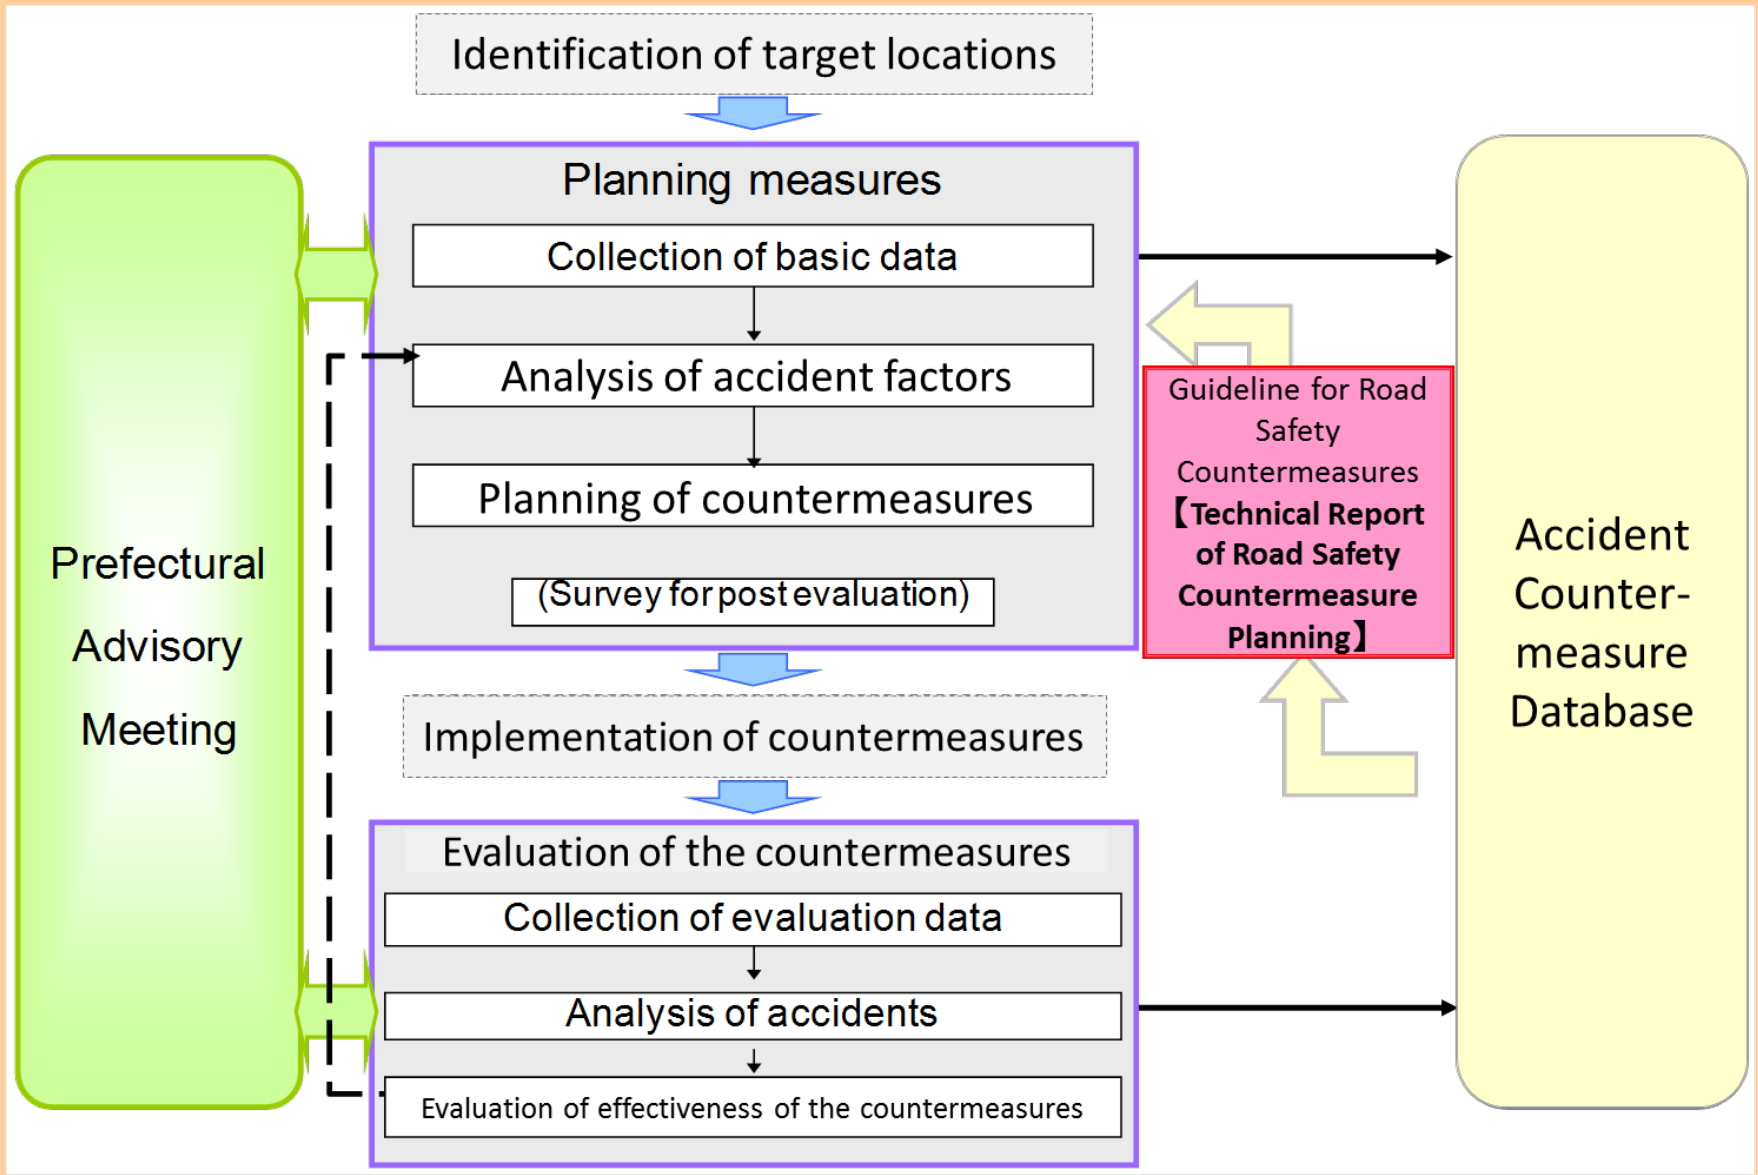 Identification of target locations
Planning measures
Collection of basic data
Analysis of accident factors
Planning of countermeasures
(Survey for post evaluation)
Implementation of countermeasures
Evaluation of the countermeasures
Collection of evaluation data
Analysis of accidents
Evaluation of effectiveness of the countermeasures
Prefectural
Advisory
Meeting
Guideline for Road
Safety
Countermeasures
【Technical Report
of Road Safety
Countermeasure
Planning】
Accident
Counter-
measure
Database